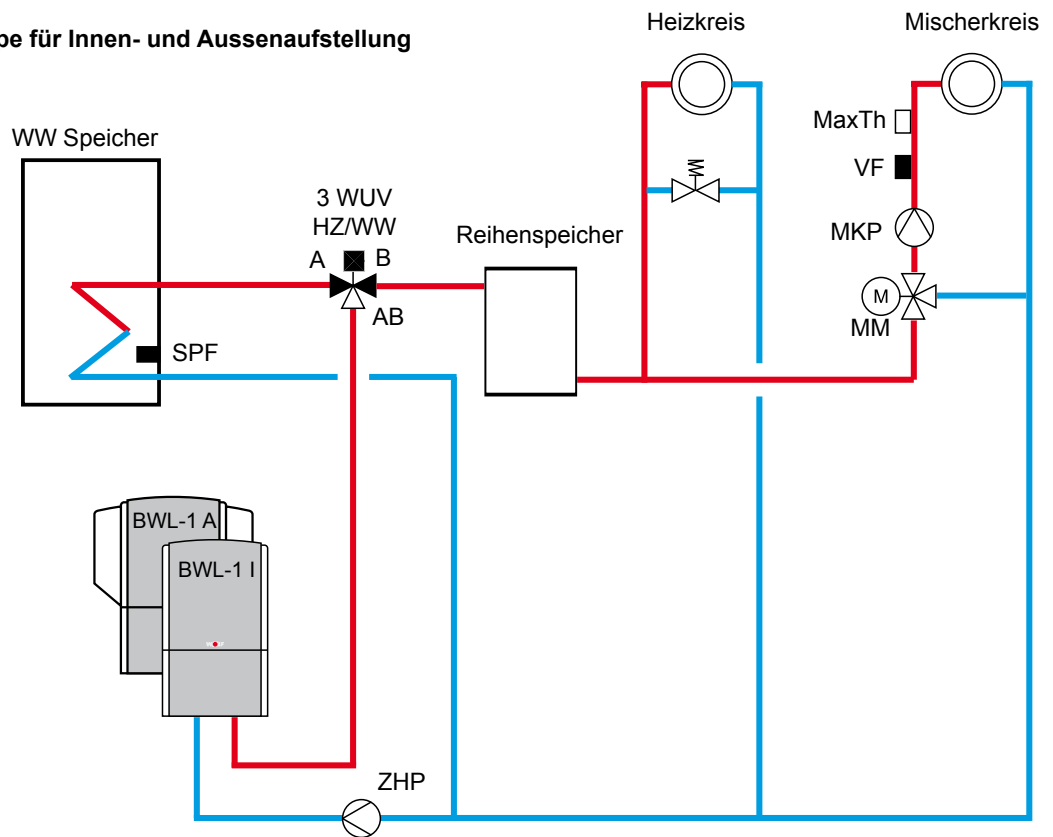 für Innen- und Aussenaufstellung
Heizkreis
Mischerkreis
WW Speicher
MaxTh
VF
3 WUV
HZ/WW
A
B
AB
Reihenspeicher
MKP
M
MM
SPF
BWL-1 A
BWL-1 I
ZHP